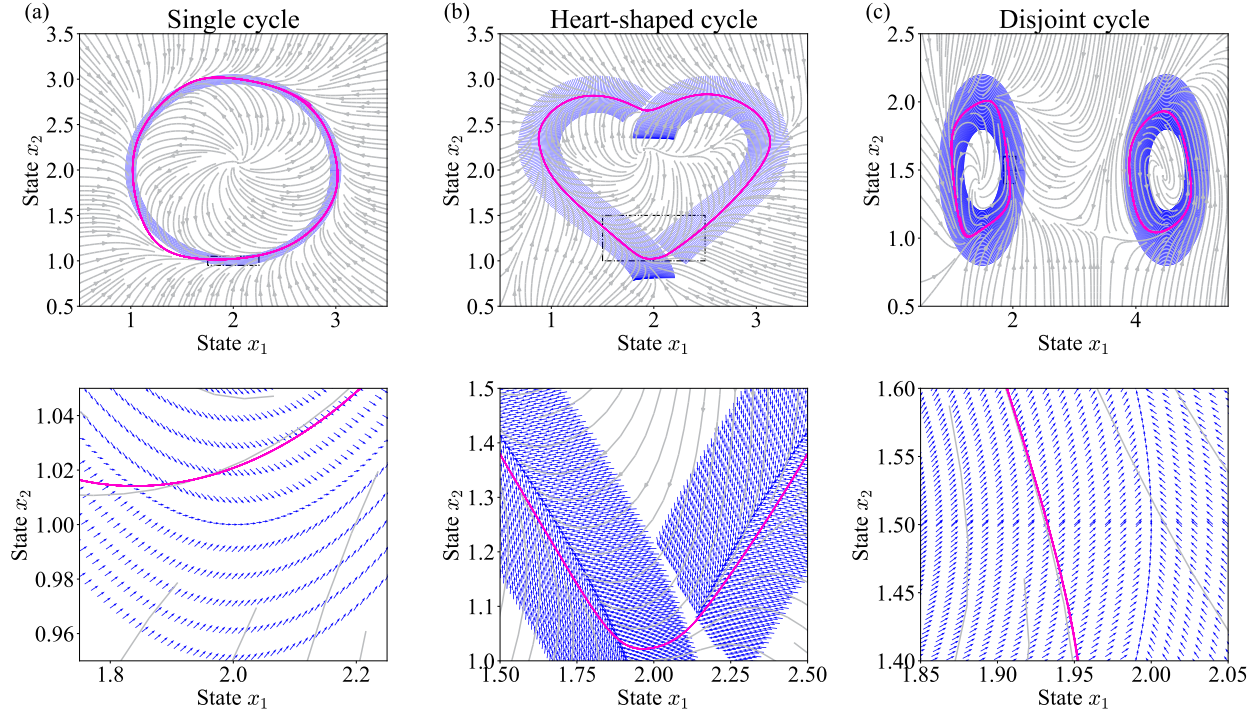 (a) Single cycle
3.5
3.0
2.5
2.0
1.5
1.0
0.5
State x₂
1 2 3
State x₁
(b) Heart-shaped cycle
3.5
3.0
2.5
2.0
1.5
1.0
0.5
State x₂
1 2 3
State x₁
(c) Disjoint cycle
2.5
2.0
1.5
1.0
0.5
State x₂
2 4
State x₁
1.04
1.02
1.00
0.98
0.96
State x₂
1.8 2.0 2.2
State x₁
1.5
1.4
1.3
1.2
1.1
1.0
State x₂
1.50 1.75 2.00 2.25 2.50
State x₁
1.60
1.55
1.50
1.45
1.40
State x₂
1.85 1.90 1.95 2.00 2.05
State x₁